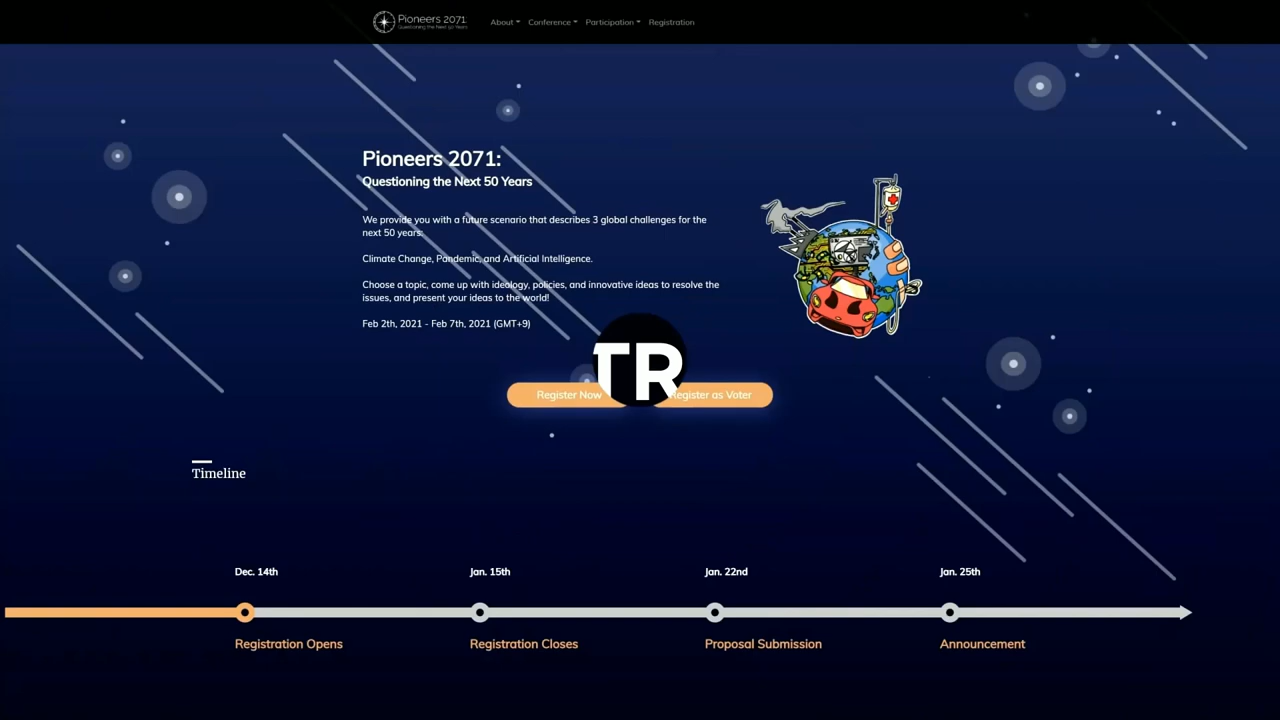 Pioneers 2071:
Questioning the Next 50 Years
About
Conference
Participation
Registration
Pioneers 2071:
Questioning the Next 50 Years
We provide you with a future scenario that describes 3 global challenges for the
next 50 years:
Climate Change, Pandemic, and Artificial Intelligence.
Choose a topic, come up with ideology, policies, and innovative ideas to resolve the
issues, and present your ideas to the world!
Feb 2th, 2021 - Feb 7th, 2021 (GMT+9)
TR
Register Now
Register as Voter
Timeline
Dec. 14th
Jan. 15th
Jan. 22nd
Jan. 25th
Registration Opens
Registration Closes
Proposal Submission
Announcement